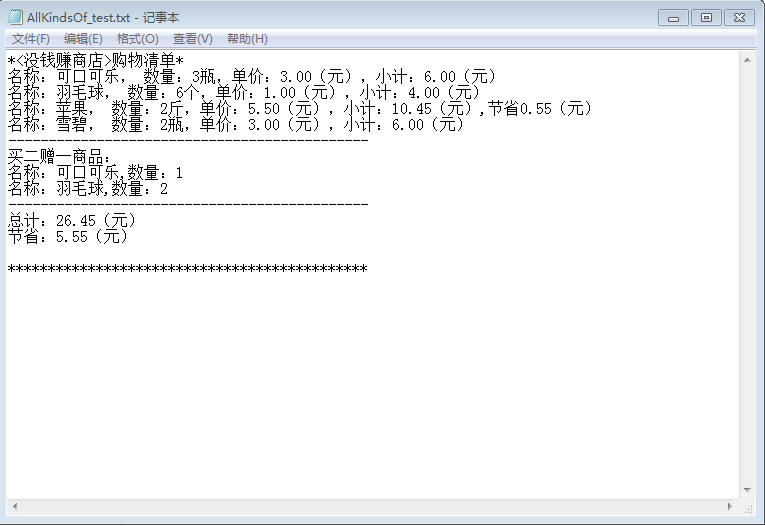 AllKindsOf_test.txt - 记事本
文件(F) 编辑(E) 格式(O) 查看(V) 帮助(H)
*<没钱赚商店>购物清单*
名称：可口可乐， 数量：3瓶，单价：3.00（元），小计：6.00（元）
名称：羽毛球， 数量：6个，单价：1.00（元），小计：4.00（元）
名称：苹果， 数量：2斤，单价：5.50（元），小计：10.45（元）,节省0.55（元）
名称：雪碧， 数量：2瓶，单价：3.00（元），小计：6.00（元）
---------------------------------------------
买二赠一商品：
名称：可口可乐,数量：1
名称：羽毛球,数量：2
---------------------------------------------
总计：26.45（元）
节省：5.55（元）
*********************************************